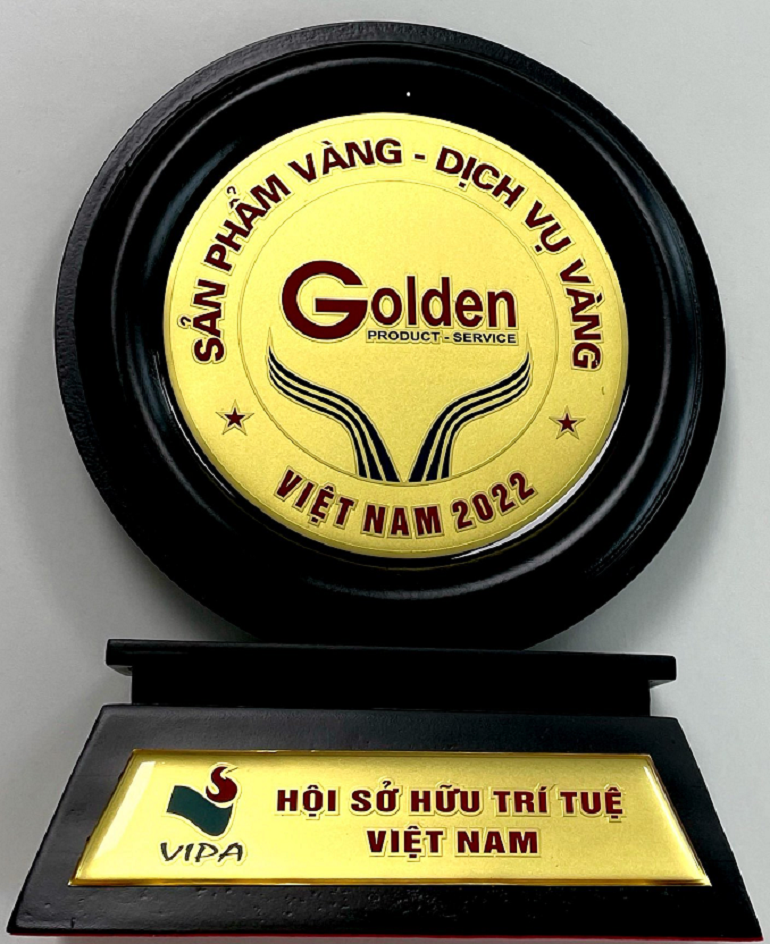 SẢN PHẨM VÀNG - DỊCH VỤ VÀNG
Golden
PRODUCT - SERVICE
VIỆT NAM 2022
VIPA
HỘI SỞ HỮU TRÍ TUỆ
VIỆT NAM